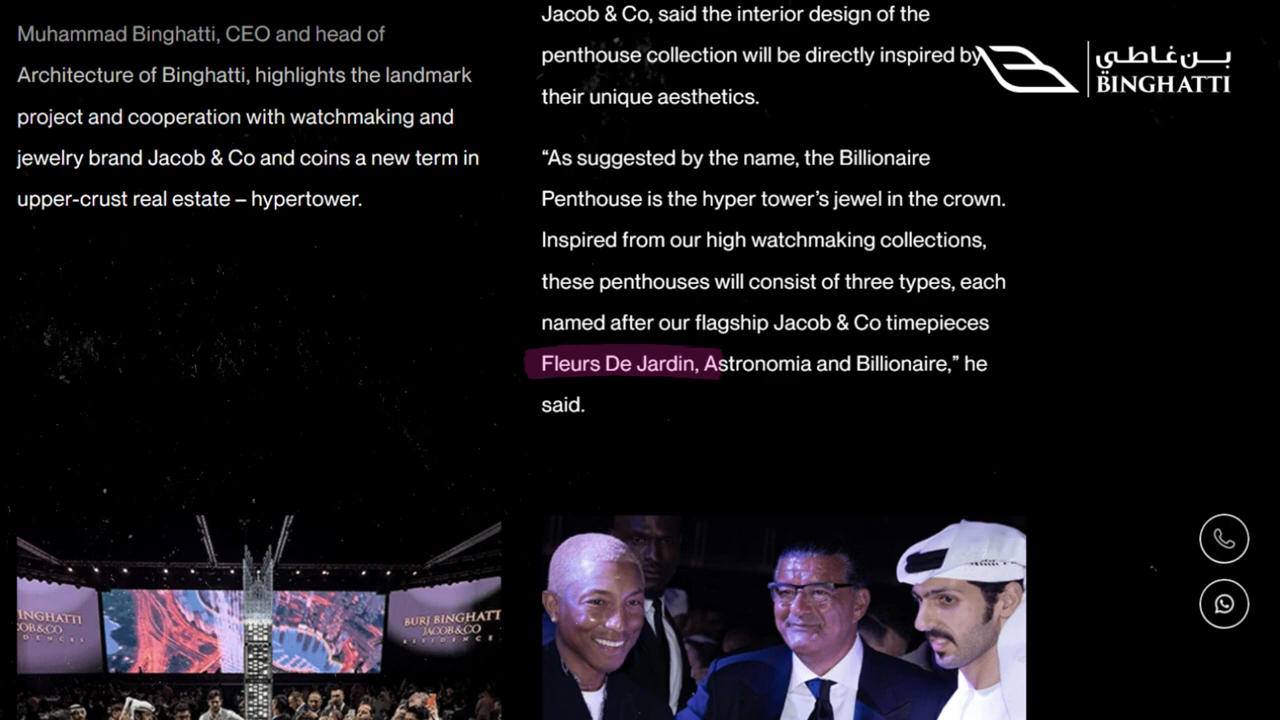 Muhammad Binghatti, CEO and head of
Architecture of Binghatti, highlights the landmark
project and cooperation with watchmaking and
jewelry brand Jacob & Co and coins a new term in
upper-crust real estate – hypertower.
Jacob & Co, said the interior design of the
penthouse collection will be directly inspired by
their unique aesthetics.
“As suggested by the name, the Billionaire
Penthouse is the hyper tower’s jewel in the crown.
Inspired from our high watchmaking collections,
these penthouses will consist of three types, each
named after our flagship Jacob & Co timepieces
Fleurs De Jardin, Astronomia and Billionaire,” he
said.
بن غاطي
BINGHATTI
INGHATTI
OB&CO
BURJ BINGHATTI
JACOB&CO